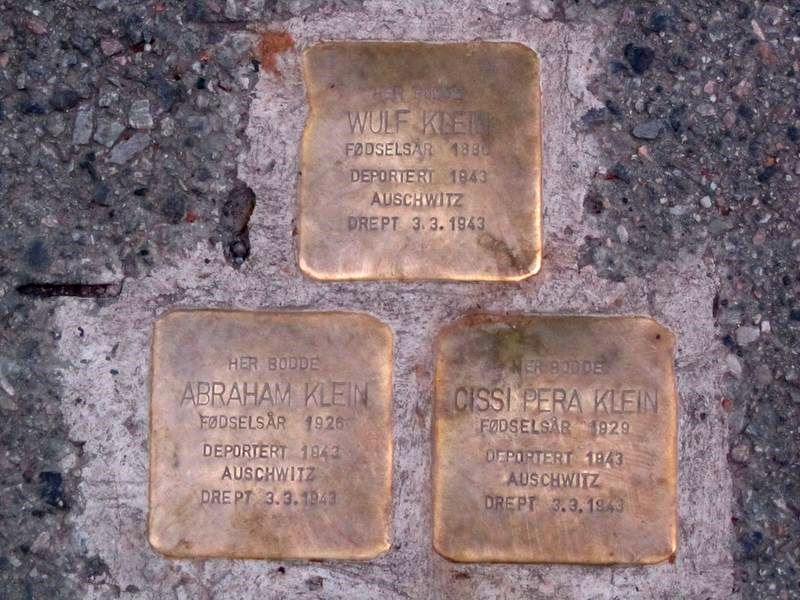 HER BODDE
WULF KLEIN
FØDSELSÅR
DEPORTERT 1943
AUSCHWITZ
DREPT 3.3.1943
HER BODDE
ABRAHAM KLEIN
FØDSELSÅR 1926
DEPORTERT 1943
AUSCHWITZ
DREPT 3.3.1943
HER BODDE
CISSI PERA KLEIN
FØDSELSÅR 1929
DEPORTERT 1943
AUSCHWITZ
DREPT 3.3.1943